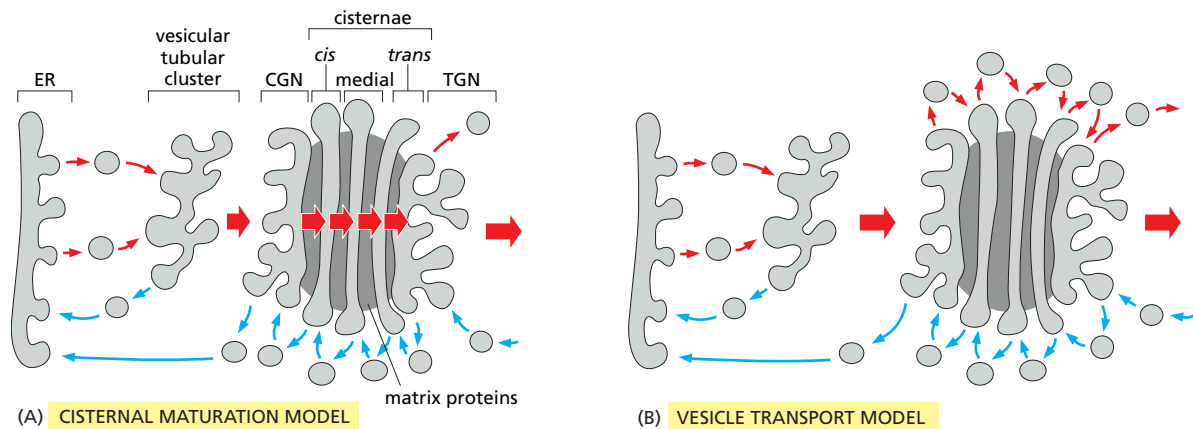 cisternae
vesicular
tubular
cluster
cis
trans
ER
CGN
medial
TGN
matrix proteins
(A) CISTERNAL MATURATION MODEL
(B) VESICLE TRANSPORT MODEL